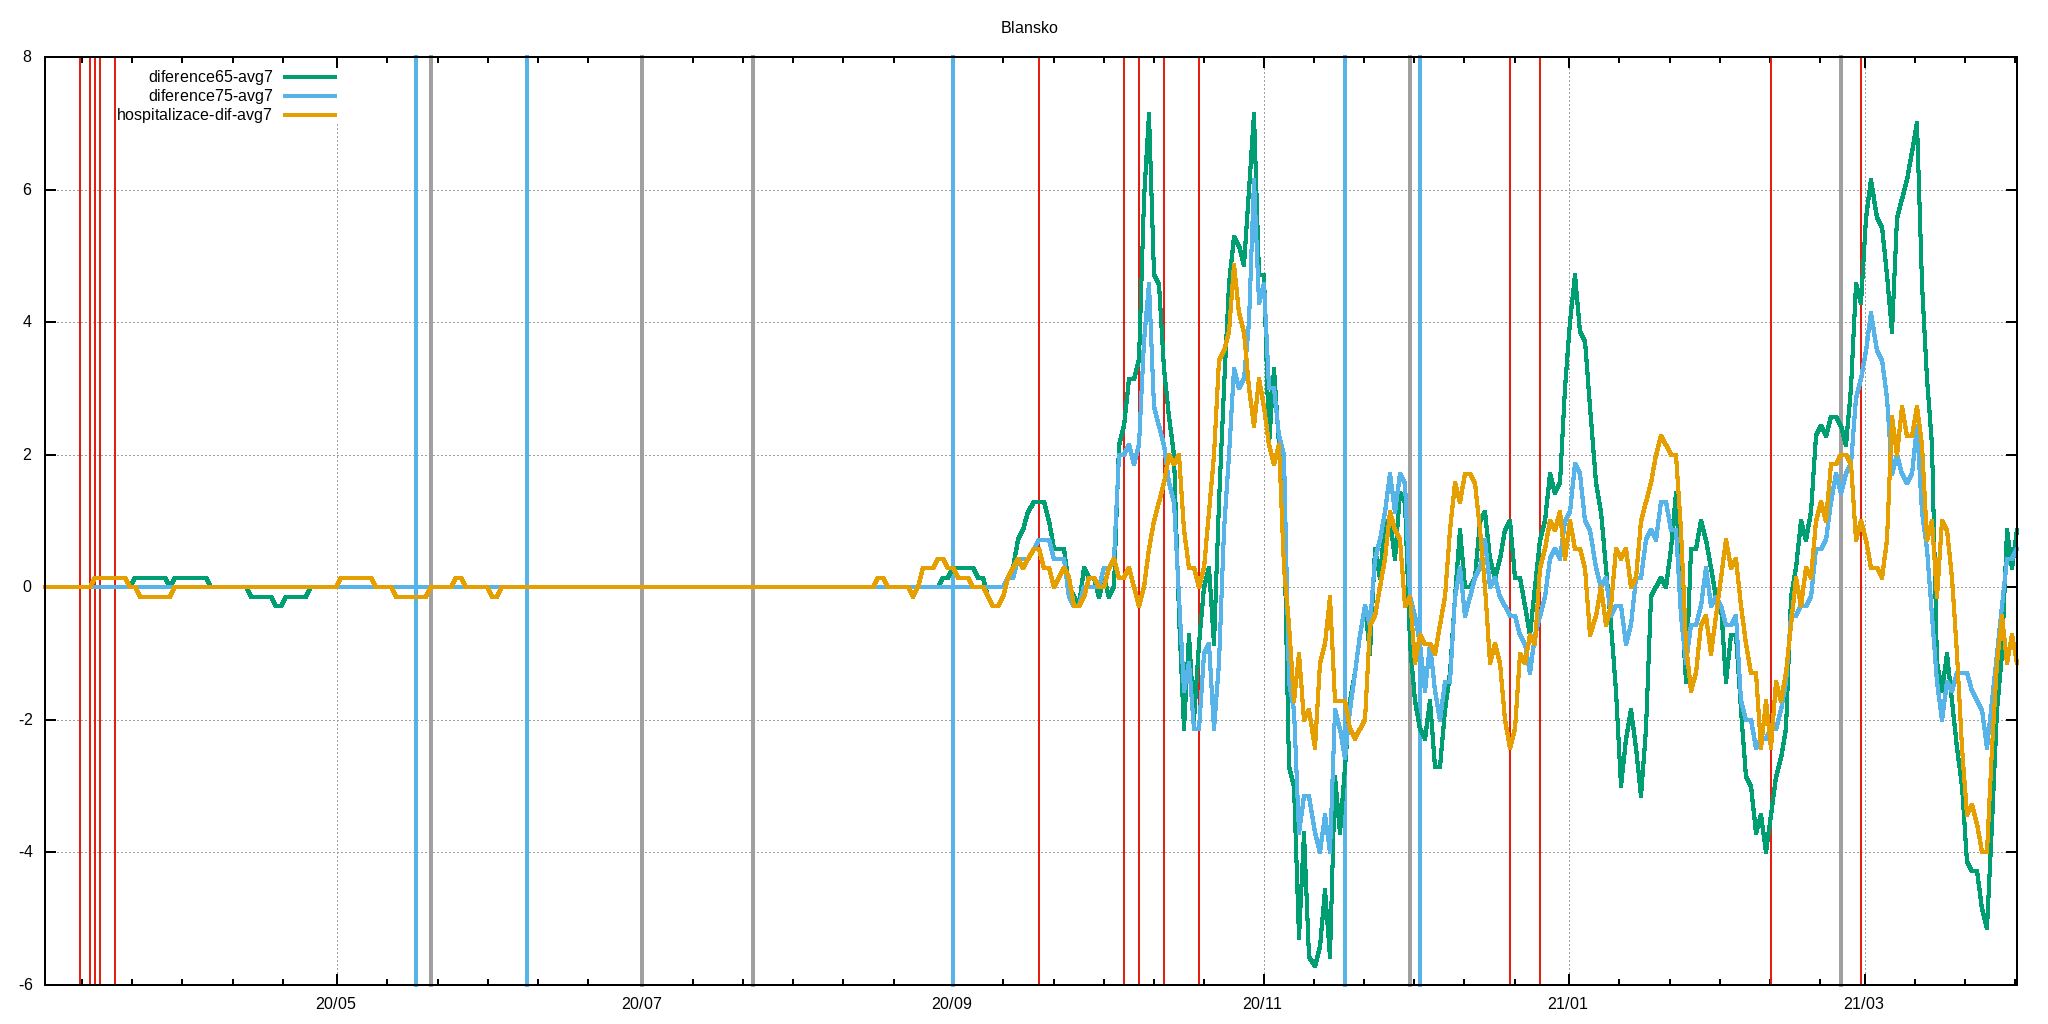 Blansko
diference65-avg7
diference75-avg7
hospitalizace-dif-avg7
8
6
4
2
0
-2
-4
-6
20/05 20/07 20/09 20/11 21/01 21/03